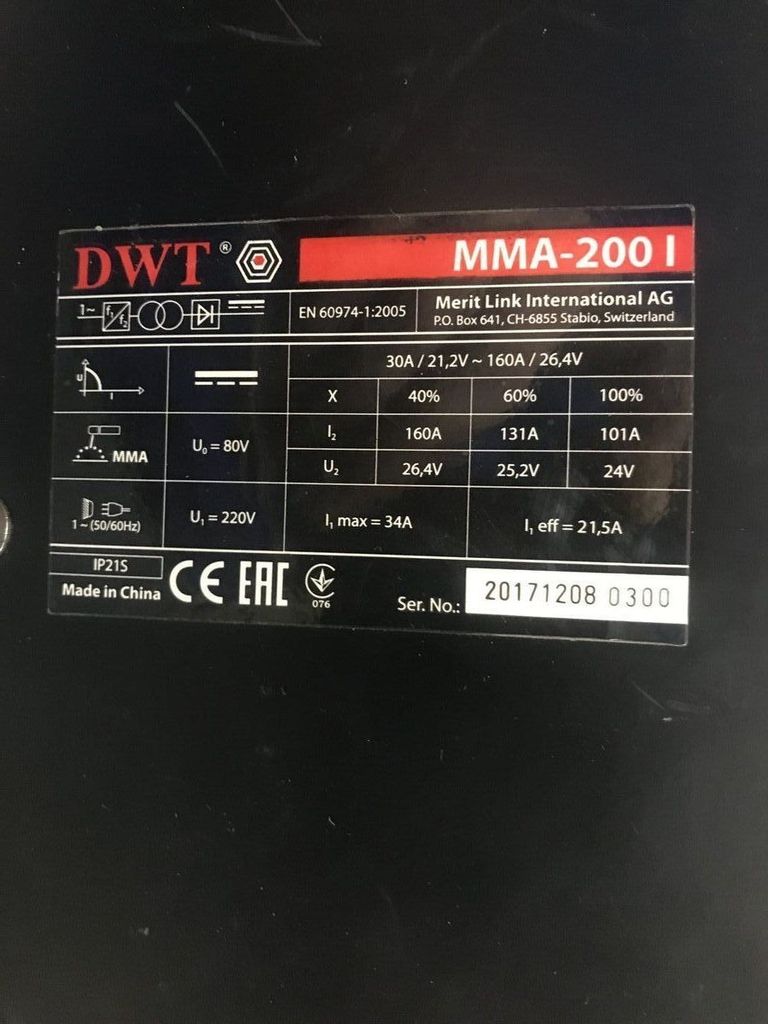 DWT® MMA-200 I
1~ f₁ f₂ EN 60974-1:2005 Merit Link International AG
P.O. Box 641, CH-6855 Stabio, Switzerland
U I 30A / 21,2V ~ 160A / 26,4V
X 40% 60% 100%
MMA U₀ = 80V I₂ 160A 131A 101A
U₂ 26,4V 25,2V 24V
1 ~ (50/60Hz) U₁ = 220V I₁ max = 34A I₁ eff = 21,5A
IP21S
Made in China CE EAC 076 Ser. No.: 20171208 0300